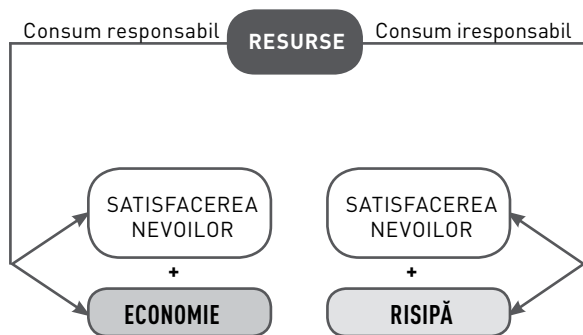 Consum responsabil
RESURSE
Consum iresponsabil
SATISFACEREA
NEVOILOR
+
ECONOMIE
SATISFACEREA
NEVOILOR
+
RISIPĂ